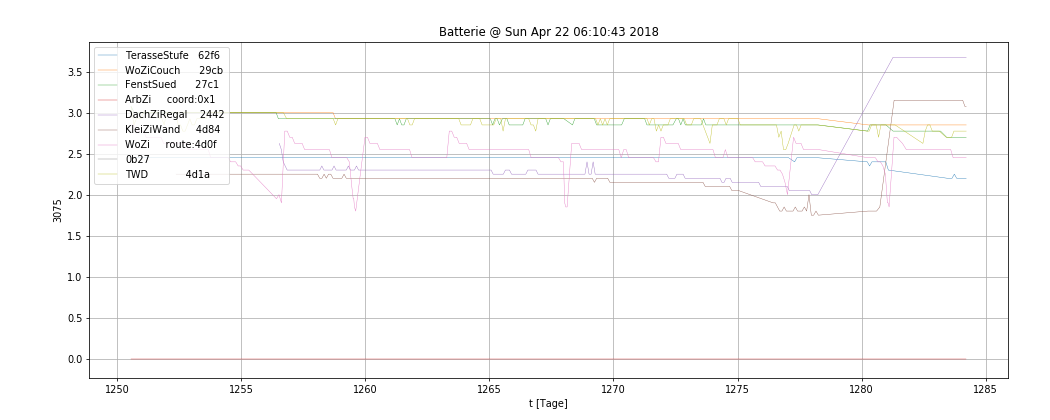 Batterie @ Sun Apr 22 06:10:43 2018
TerasseStufe 62f6
WoZiCouch 29cb
FenstSued 27c1
ArbZi coord:0x1
DachZiRegal 2442
KleiZiWand 4d84
WoZi route:4d0f
0b27
TWD 4d1a
3.5
3.0
2.5
2.0
1.5
1.0
0.5
0.0
3075
1250 1255 1260 1265 1270 1275 1280 1285
t [Tage]